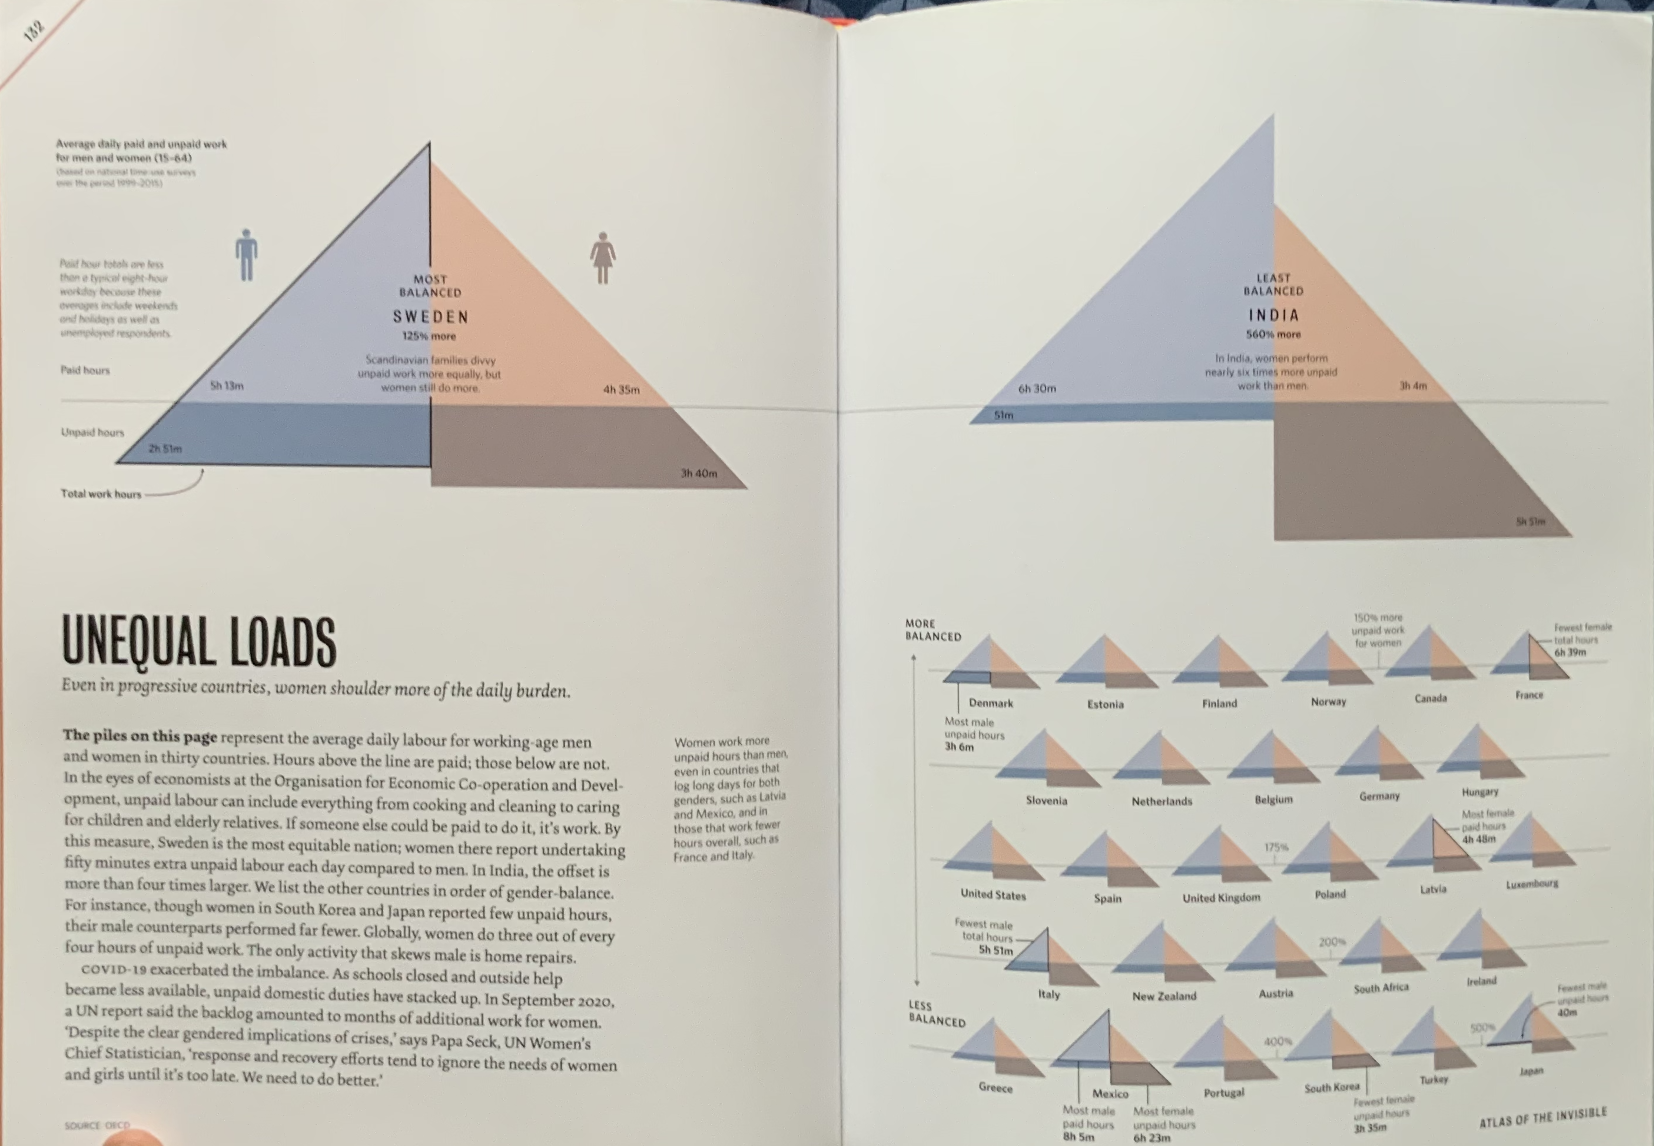 132
Average daily paid and unpaid work
for men and women (15–64)
(based on national time-use surveys
over the period 1999–2015)
Paid hour totals are less
than a typical eight-hour
workday because these
averages include weekends
and holidays as well as
unemployed respondents.
Paid hours
Unpaid hours
Total work hours
MOST
BALANCED
SWEDEN
125% more
Scandinavian families divvy
unpaid work more equally, but
women still do more.
5h 13m
4h 35m
2h 51m
3h 40m
LEAST
BALANCED
INDIA
560% more
In India, women perform
nearly six times more unpaid
work than men.
6h 30m
3h 4m
51m
5h 51m
UNEQUAL LOADS
Even in progressive countries, women shoulder more of the daily burden.
The piles on this page represent the average daily labour for working-age men
and women in thirty countries. Hours above the line are paid; those below are not.
In the eyes of economists at the Organisation for Economic Co-operation and Devel-
opment, unpaid labour can include everything from cooking and cleaning to caring
for children and elderly relatives. If someone else could be paid to do it, it's work. By
this measure, Sweden is the most equitable nation; women there report undertaking
fifty minutes extra unpaid labour each day compared to men. In India, the offset is
more than four times larger. We list the other countries in order of gender-balance.
For instance, though women in South Korea and Japan reported few unpaid hours,
their male counterparts performed far fewer. Globally, women do three out of every
four hours of unpaid work. The only activity that skews male is home repairs.
COVID-19 exacerbated the imbalance. As schools closed and outside help
became less available, unpaid domestic duties have stacked up. In September 2020,
a UN report said the backlog amounted to months of additional work for women.
'Despite the clear gendered implications of crises,' says Papa Seck, UN Women's
Chief Statistician, 'response and recovery efforts tend to ignore the needs of women
and girls until it's too late. We need to do better.'
SOURCE: OECD
Women work more
unpaid hours than men,
even in countries that
log long days for both
genders, such as Latvia
and Mexico, and in
those that work fewer
hours overall, such as
France and Italy.
MORE
BALANCED
150% more
unpaid work
for women
Fewest female
total hours
6h 39m
Denmark
Estonia
Finland
Norway
Canada
France
Most male
unpaid hours
3h 6m
Slovenia
Netherlands
Belgium
Germany
Hungary
Most female
paid hours
4h 48m
175%
United States
Spain
United Kingdom
Poland
Latvia
Luxembourg
Fewest male
total hours
5h 51m
200%
Italy
New Zealand
Austria
South Africa
Ireland
LESS
BALANCED
Fewest male
unpaid hours
40m
400%
500%
Greece
Mexico
Portugal
South Korea
Turkey
Japan
Most male
paid hours
8h 5m
Most female
unpaid hours
6h 23m
Fewest female
unpaid hours
3h 35m
ATLAS OF THE INVISIBLE